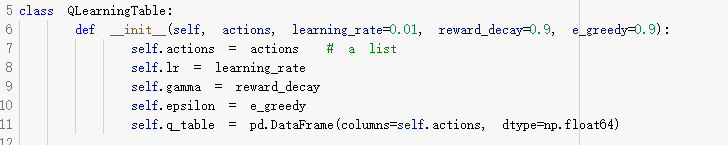 5 class QLearningTable:
6 def __init__(self, actions, learning_rate=0.01, reward_decay=0.9, e_greedy=0.9):
7 self.actions = actions # a list
8 self.lr = learning_rate
9 self.gamma = reward_decay
10 self.epsilon = e_greedy
11 self.q_table = pd.DataFrame(columns=self.actions, dtype=np.float64)
12